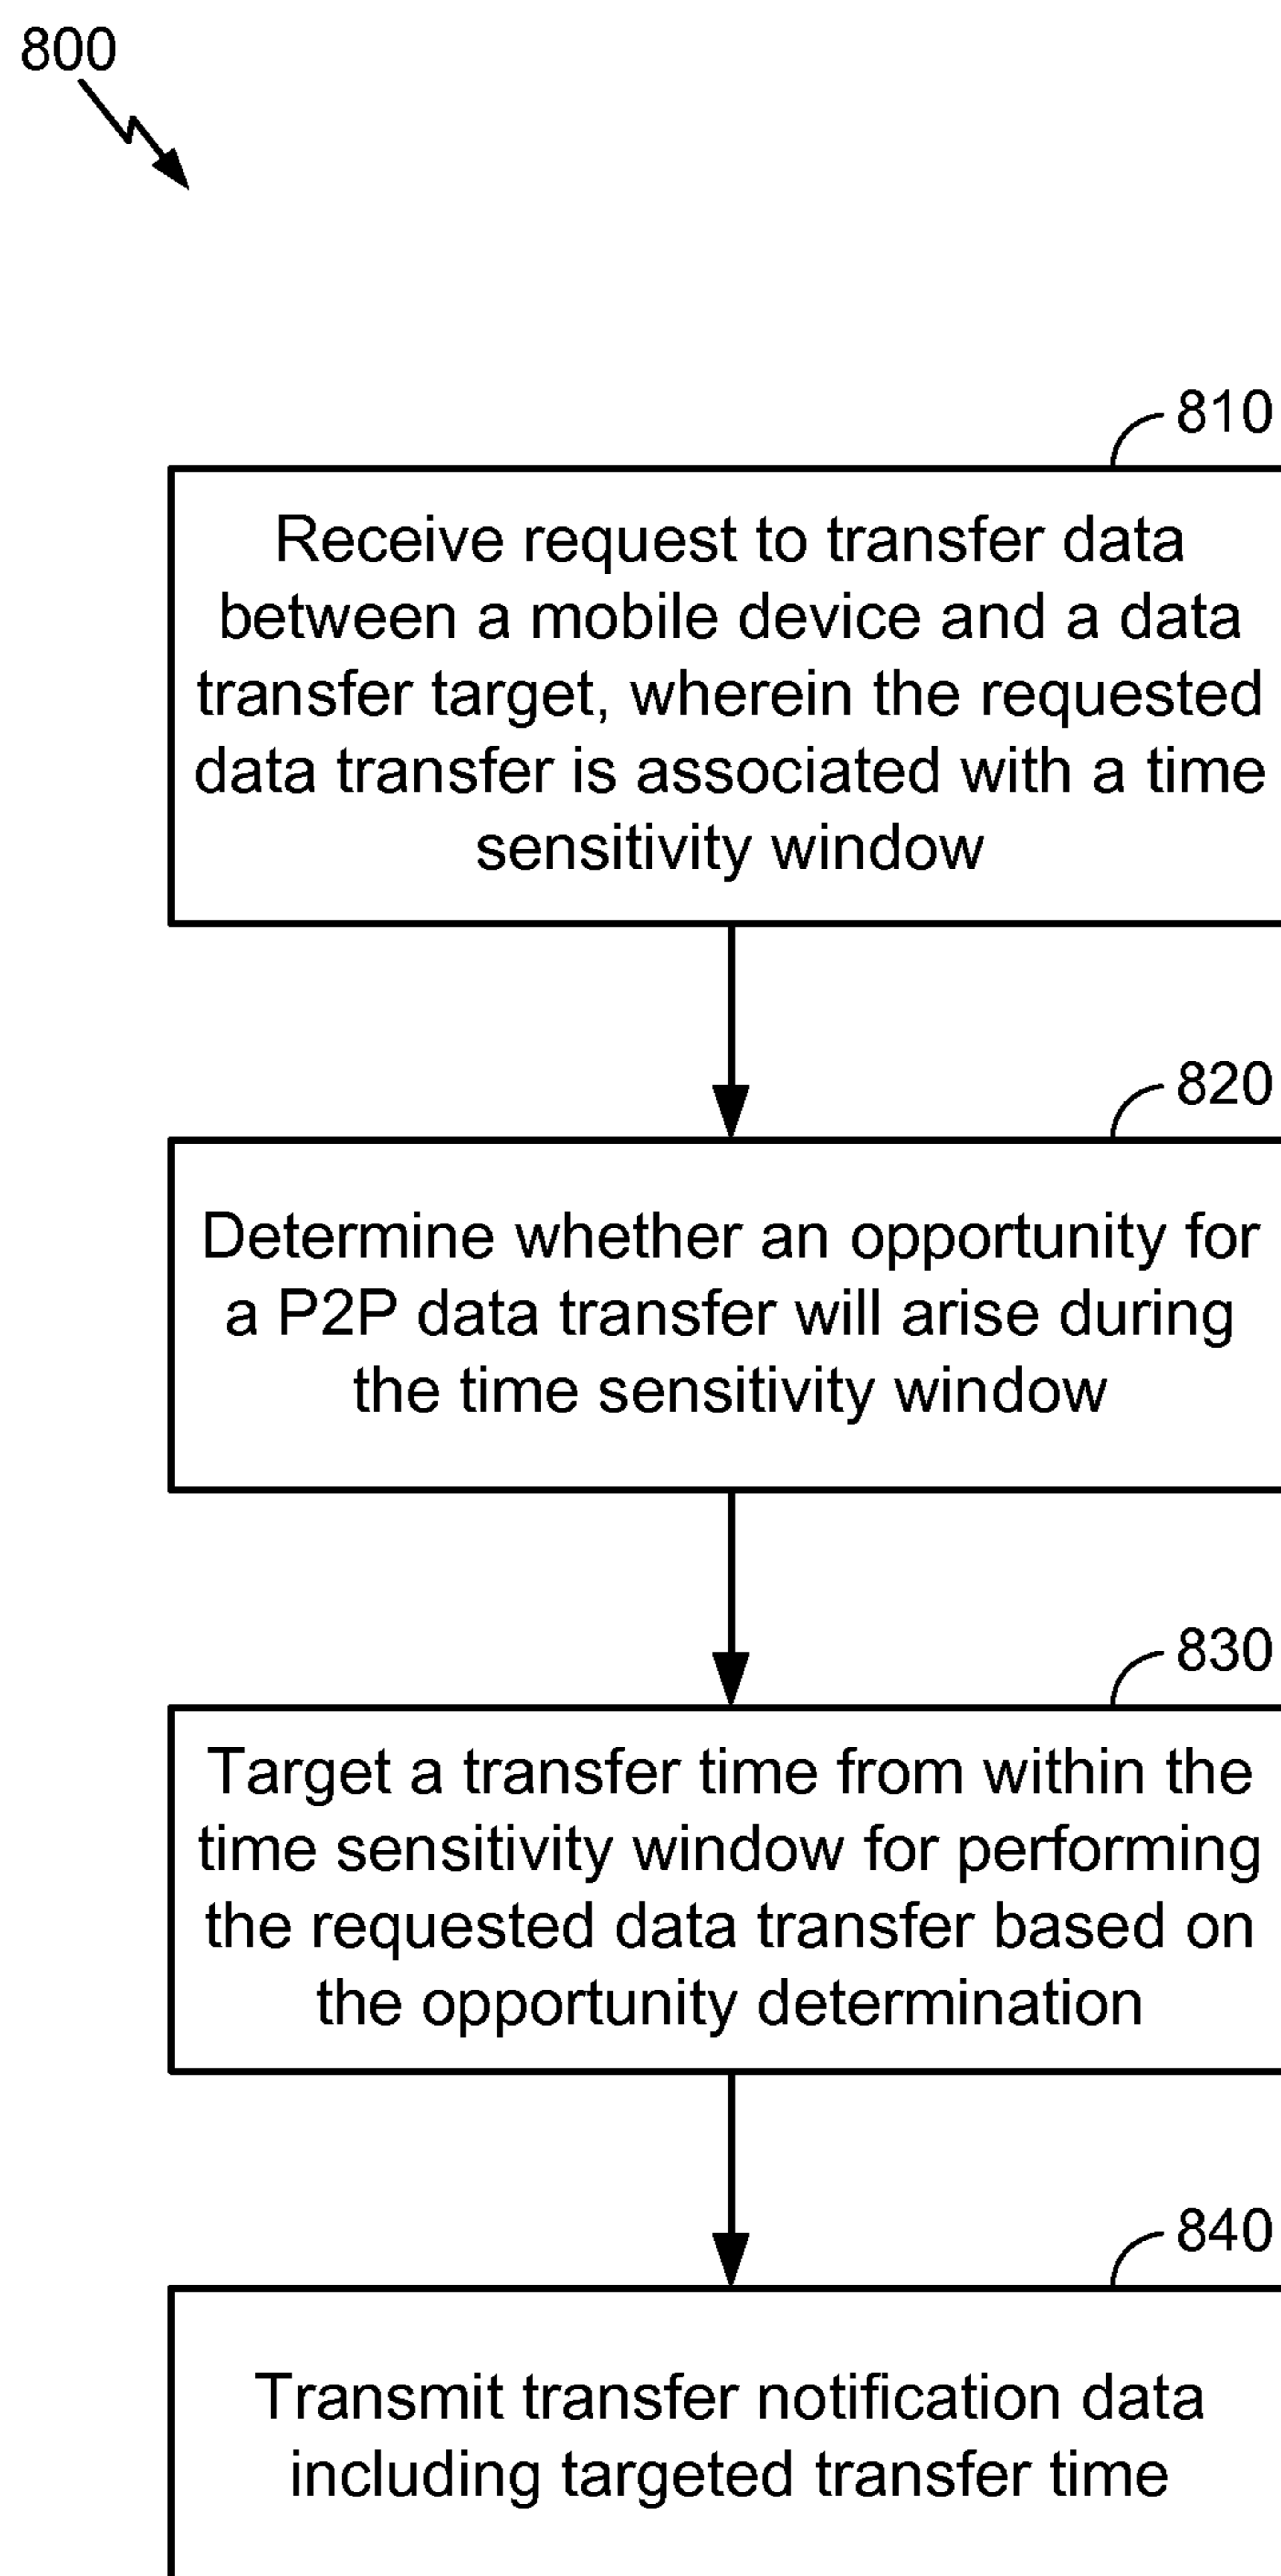 800
810
Receive request to transfer data
between a mobile device and a data
transfer target, wherein the requested
data transfer is associated with a time
sensitivity window
820
Determine whether an opportunity for
a P2P data transfer will arise during
the time sensitivity window
830
Target a transfer time from within the
time sensitivity window for performing
the requested data transfer based on
the opportunity determination
840
Transmit transfer notification data
including targeted transfer time